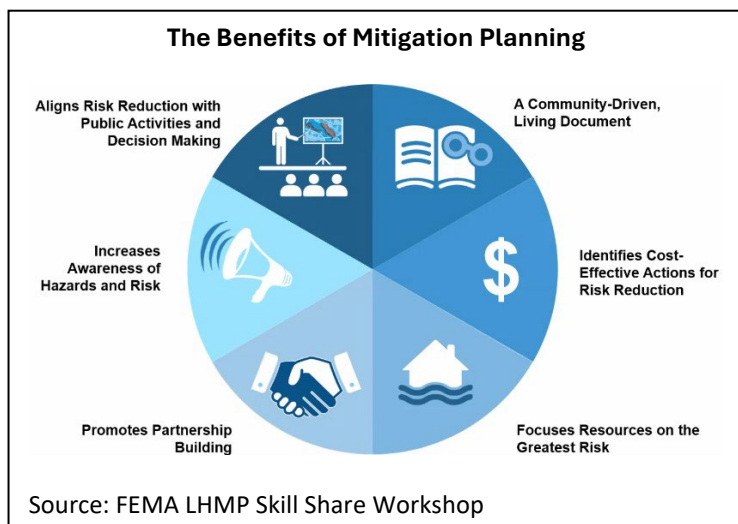 The Benefits of Mitigation Planning
Aligns Risk Reduction with
Public Activities and
Decision Making
A Community-Driven,
Living Document
Increases
Awareness of
Hazards and Risk
$
Identifies Cost-
Effective Actions for
Risk Reduction
Promotes Partnership
Building
Focuses Resources on the
Greatest Risk
Source: FEMA LHMP Skill Share Workshop